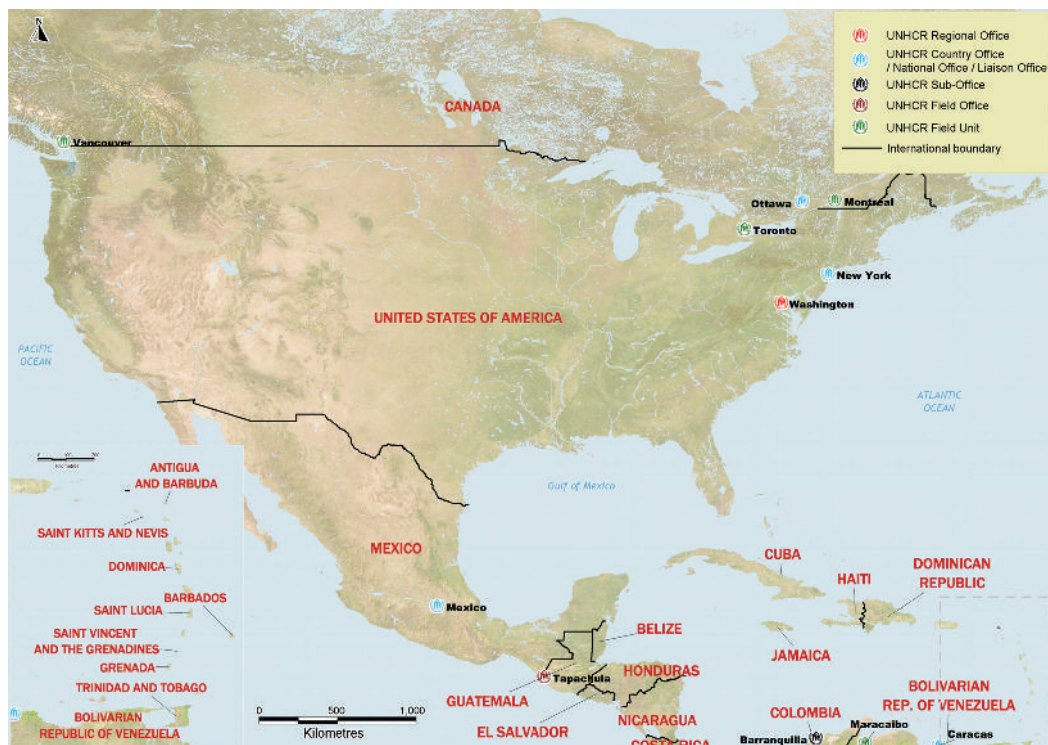 N
UNHCR Regional Office
UNHCR Country Office
/ National Office / Liaison Office
UNHCR Sub-Office
UNHCR Field Office
UNHCR Field Unit
International boundary
CANADA
Vancouver
Ottawa
Montreal
Toronto
New York
Washington
UNITED STATES OF AMERICA
PACIFIC
OCEAN
ATLANTIC
OCEAN
Gulf of Mexico
ANTIGUA
AND BARBUDA
SAINT KITTS AND NEVIS
DOMINICA
BARBADOS
SAINT LUCIA
SAINT VINCENT
AND THE GRENADINES
GRENADA
TRINIDAD AND TOBAGO
BOLIVARIAN
REPUBLIC OF VENEZUELA
MEXICO
Mexico
CUBA
HAITI
DOMINICAN
REPUBLIC
BELIZE
JAMAICA
HONDURAS
Tapachula
GUATEMALA
EL SALVADOR
NICARAGUA
COSTA RICA
0 500 1,000
Kilometres
COLOMBIA
BOLIVARIAN
REP. OF VENEZUELA
Maracaibo
Barranquilla
Caracas